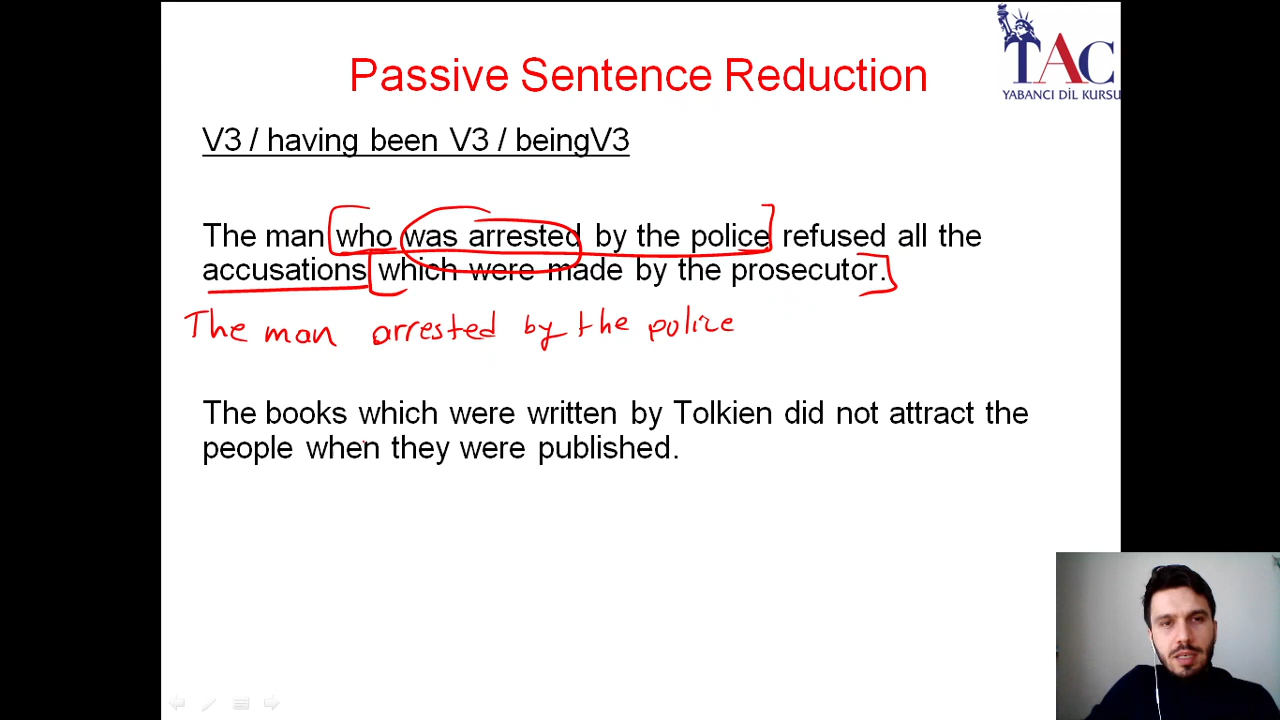 TAC
YABANCI DİL KURSU
Passive Sentence Reduction
V3 / having been V3 / beingV3
The man who was arrested by the police refused all the
accusations which were made by the prosecutor.
The man arrested by the police
The books which were written by Tolkien did not attract the
people when they were published.